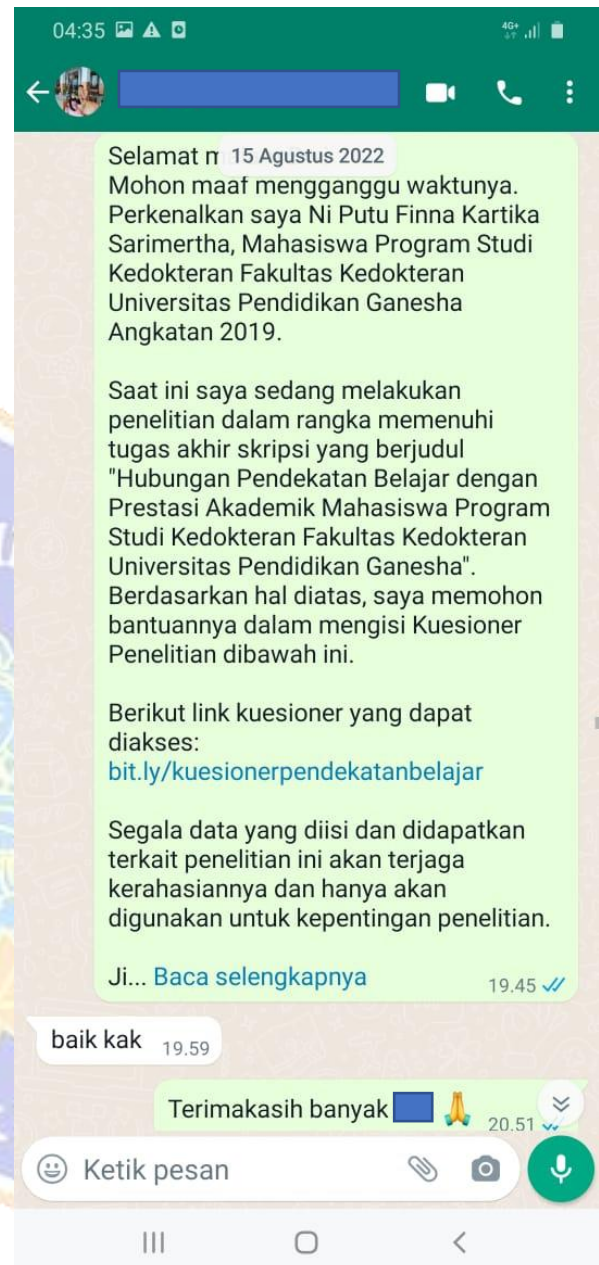 04:35
4G+
Selamat m
15 Agustus 2022
Mohon maaf mengganggu waktunya.
Perkenalkan saya Ni Putu Finna Kartika
Sarimertha, Mahasiswa Program Studi
Kedokteran Fakultas Kedokteran
Universitas Pendidikan Ganesha
Angkatan 2019.
Saat ini saya sedang melakukan
penelitian dalam rangka memenuhi
tugas akhir skripsi yang berjudul
"Hubungan Pendekatan Belajar dengan
Prestasi Akademik Mahasiswa Program
Studi Kedokteran Fakultas Kedokteran
Universitas Pendidikan Ganesha".
Berdasarkan hal diatas, saya memohon
bantuannya dalam mengisi Kuesioner
Penelitian dibawah ini.
Berikut link kuesioner yang dapat
diakses:
bit.ly/kuesionerpendekatanbelajar
Segala data yang diisi dan didapatkan
terkait penelitian ini akan terjaga
kerahasiannya dan hanya akan
digunakan untuk kepentingan penelitian.
Ji... Baca selengkapnya 19.45
baik kak 19.59
Terimakasih banyak 🙏 20.51
Ketik pesan